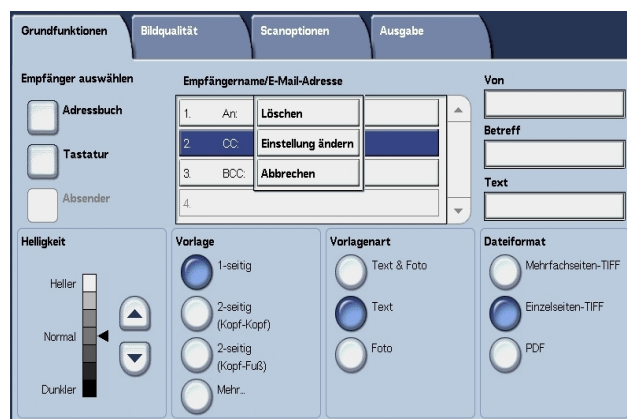 Grundfunktionen
Bildqualität
Scanoptionen
Ausgabe
Empfänger auswählen
Adressbuch
Tastatur
Absender
Empfängername/E-Mail-Adresse
1. An: Löschen
2. CC: Einstellung ändern
3. BCC: Abbrechen
4.
Von
Betreff
Text
Helligkeit
Heller
Normal
Dunkler
Vorlage
1-seitig
2-seitig
(Kopf-Kopf)
2-seitig
(Kopf-Fuß)
Mehr...
Vorlagenart
Text & Foto
Text
Foto
Dateiformat
Mehrfachseiten-TIFF
Einzelseiten-TIFF
PDF